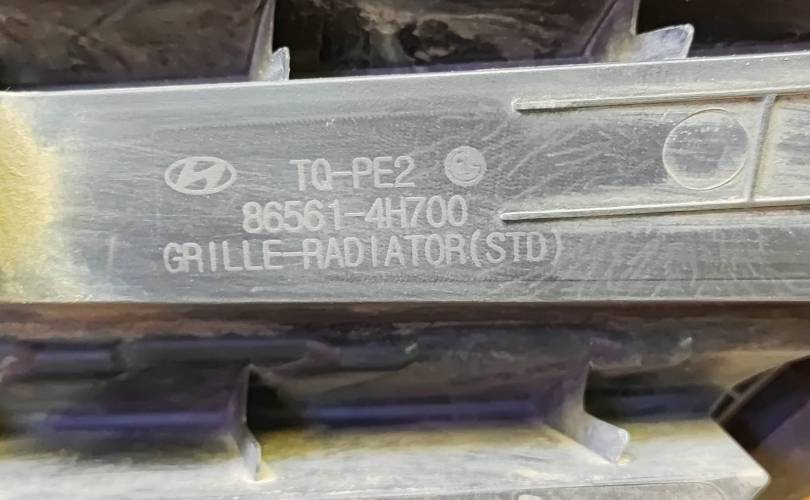 TQ-PE2
86561-4H700
GRILLE-RADIATOR(STD)